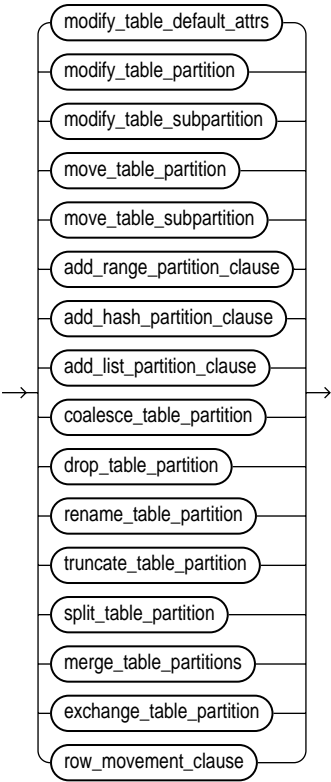 modify_table_default_attrs
modify_table_partition
modify_table_subpartition
move_table_partition
move_table_subpartition
add_range_partition_clause
add_hash_partition_clause
add_list_partition_clause
coalesce_table_partition
drop_table_partition
rename_table_partition
truncate_table_partition
split_table_partition
merge_table_partitions
exchange_table_partition
row_movement_clause